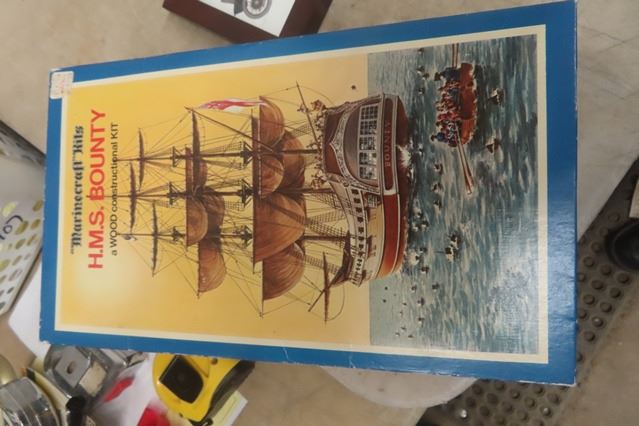 Marinecraft Kits
H.M.S. BOUNTY
a WOOD constructional KIT
BOUNTY